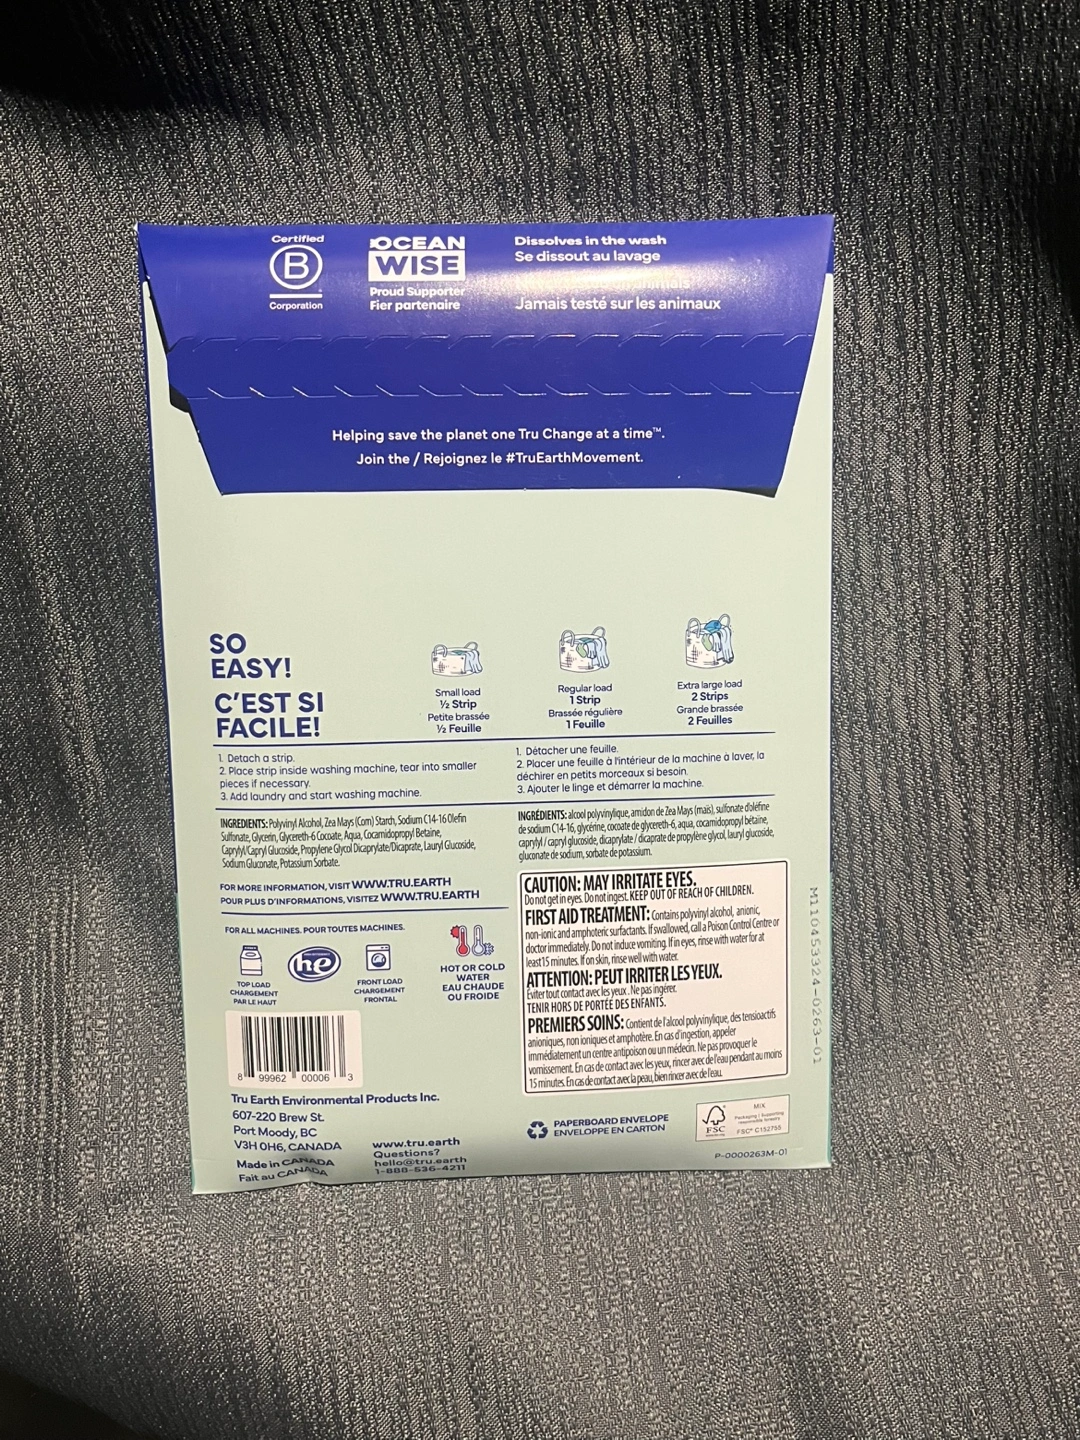 Certified
B
Corporation
OCEAN
WISE
Proud Supporter
Fier partenaire
Dissolves in the wash
Se dissout au lavage
animals
Jamais testé sur les animaux
Helping save the planet one Tru Change at a time™.
Join the / Rejoignez le #TruEarthMovement.
SO
EASY!
C'EST SI
FACILE!
Small load
½ Strip
Petite brassée
½ Feuille
Regular load
1 Strip
Brassée régulière
1 Feuille
Extra large load
2 Strips
Grande brassée
2 Feuilles
1. Detach a strip.
2. Place strip inside washing machine, tear into smaller
pieces if necessary.
3. Add laundry and start washing machine.
1. Détacher une feuille.
2. Placer une feuille à l'intérieur de la machine à laver, la
déchirer en petits morceaux si besoin.
3. Ajouter le linge et démarrer la machine.
INGREDIENTS: Polyvinyl Alcohol, Zea Mays (Corn) Starch, Sodium C14-16 Olefin
Sulfonate, Glycerin, Glycereth-6 Cocoate, Aqua, Cocamidopropyl Betaine,
Caprylyl/Capryl Glucoside, Propylene Glycol Dicaprylate/Dicaprate, Lauryl Glucoside,
Sodium Gluconate, Potassium Sorbate.
INGRÉDIENTS: alcool polyvinylique, amidon de Zea Mays (maïs), sulfonate d'oléfine
de sodium C14-16, glycérine, cocoate de glycereth-6, aqua, cocamidopropyl bétaine,
caprylyl / capryl glucoside, dicaprylate / dicaprate de propylène glycol, lauryl glucoside,
gluconate de sodium, sorbate de potassium.
FOR MORE INFORMATION, VISIT WWW.TRU.EARTH
POUR PLUS D'INFORMATIONS, VISITEZ WWW.TRU.EARTH
FOR ALL MACHINES. POUR TOUTES MACHINES.
TOP LOAD
CHARGEMENT
PAR LE HAUT
he
FRONT LOAD
CHARGEMENT
FRONTAL
HOT OR COLD
WATER
EAU CHAUDE
OU FROIDE
CAUTION: MAY IRRITATE EYES.
Do not get in eyes. Do not ingest. KEEP OUT OF REACH OF CHILDREN.
FIRST AID TREATMENT: Contains polyvinyl alcohol, anionic,
non-ionic and amphoteric surfactants. If swallowed, call a Poison Control Centre or
doctor immediately. Do not induce vomiting. If in eyes, rinse with water for at
least 15 minutes. If on skin, rinse well with water.
ATTENTION: PEUT IRRITER LES YEUX.
Éviter tout contact avec les yeux. Ne pas ingérer.
TENIR HORS DE PORTÉE DES ENFANTS.
PREMIERS SOINS: Contient de l'alcool polyvinylique, des tensioactifs
anioniques, non ioniques et amphotère. En cas d'ingestion, appeler
immédiatement un centre antipoison ou un médecin. Ne pas provoquer le
vomissement. En cas de contact avec les yeux, rincer avec de l'eau pendant au moins
15 minutes. En cas de contact avec la peau, bien rincer avec de l'eau.
M1104533324-0263-01
8 99962 00006 3
Tru Earth Environmental Products Inc.
607-220 Brew St.
Port Moody, BC
V3H 0H6, CANADA
Made in CANADA
Fait au CANADA
www.tru.earth
Questions?
hello@tru.earth
1-888-536-4211
PAPERBOARD ENVELOPE
ENVELOPPE EN CARTON
FSC
MIX
Packaging | Supporting
responsible forestry
FSC® C152755
P-0000263M-01